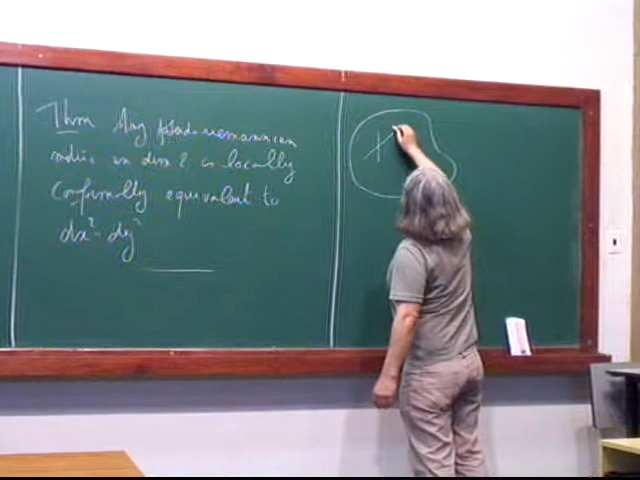 Thm Any pseudo-riemannian
metric in dim 2 is locally
conformally equivalent to
dx² - dy²